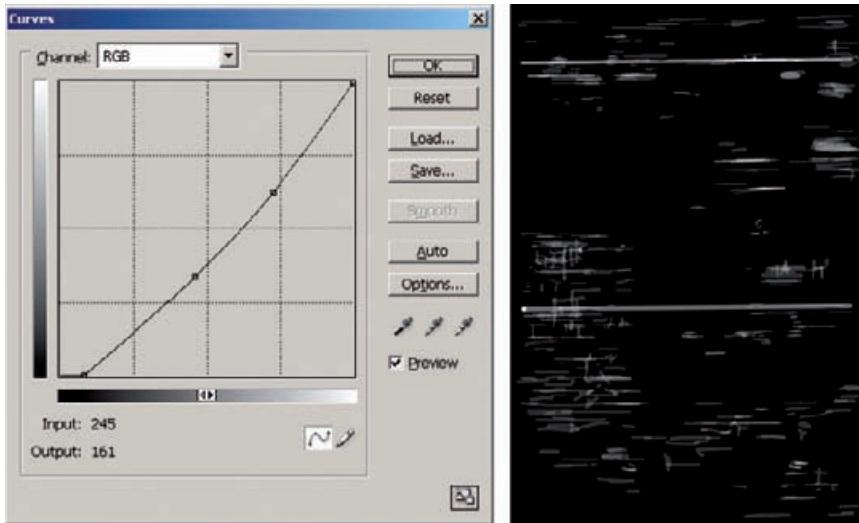 Curves
Channel: RGB
OK
Reset
Load...
Save...
Smooth
Auto
Options...
Preview
Input: 245
Output: 161